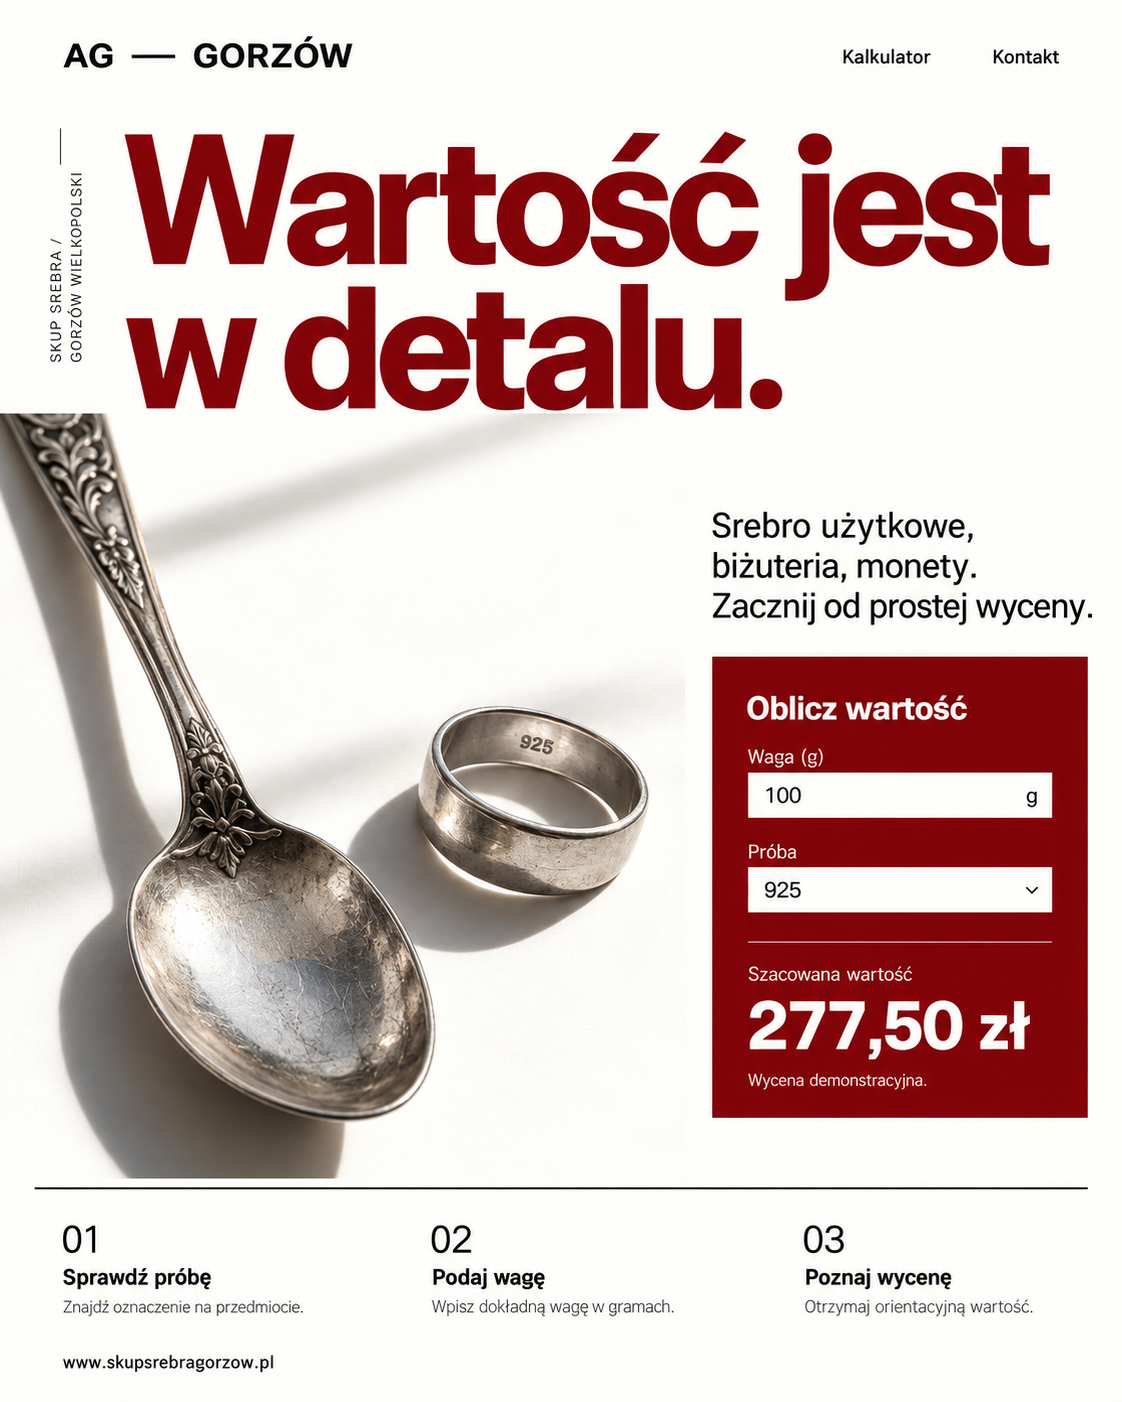 AG — GORZÓW
Kalkulator
Kontakt
SKUP SREBRA /
GORZÓW WIELKOPOLSKI
Wartość jest
w detalu.
Srebro użytkowe,
biżuteria, monety.
Zacznij od prostej wyceny.
925
Oblicz wartość
Waga (g)
100 g
Próba
925
Szacowana wartość
277,50 zł
Wycena demonstracyjna.
01
Sprawdź próbę
Znajdź oznaczenie na przedmiocie.
02
Podaj wagę
Wpisz dokładną wagę w gramach.
03
Poznaj wycenę
Otrzymaj orientacyjną wartość.
www.skupsrebragorzow.pl